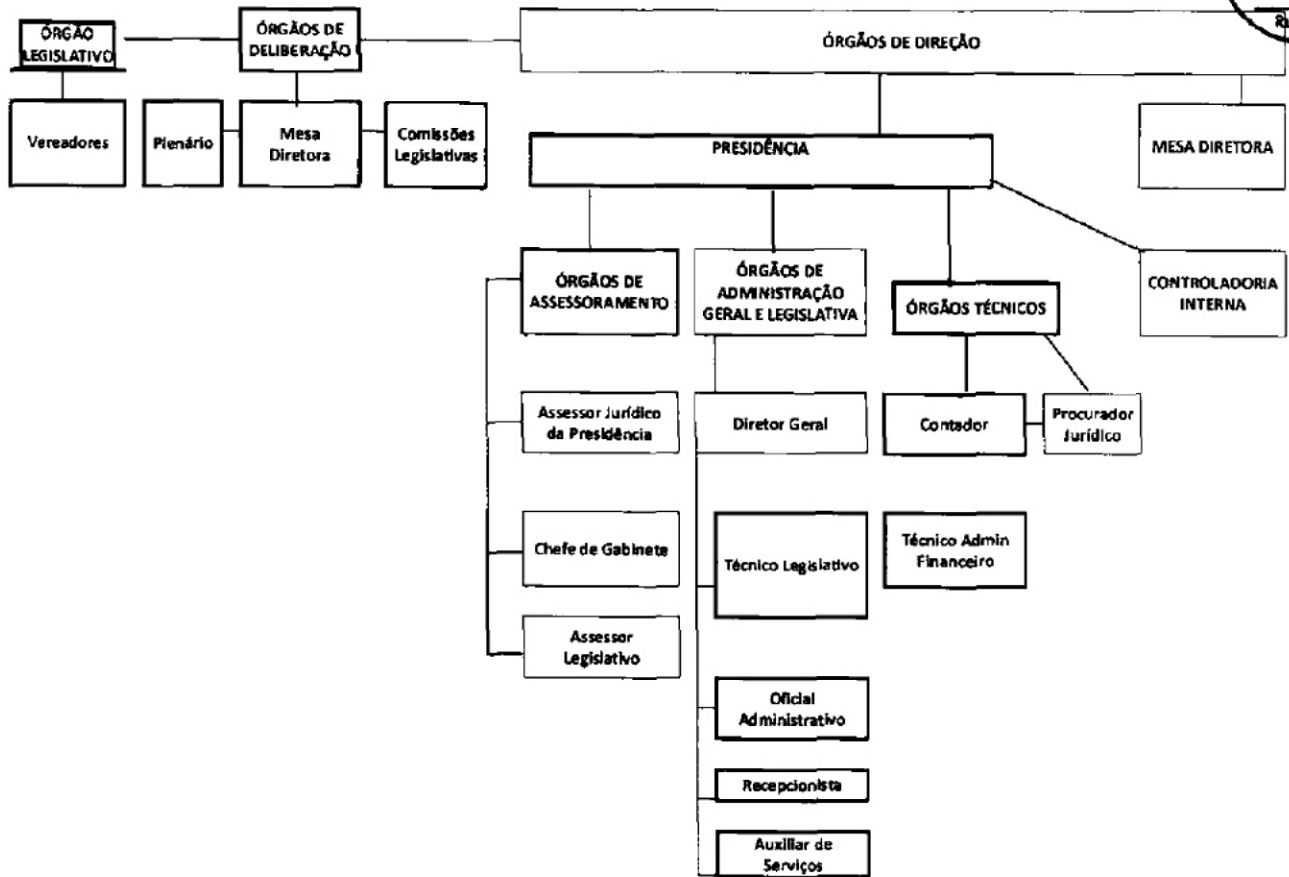 ÓRGÃO
LEGISLATIVO
ÓRGÃOS DE
DELIBERAÇÃO
ÓRGÃOS DE DIREÇÃO
Vereadores
Plenário
Mesa
Diretora
Comissões
Legislativas
PRESIDÊNCIA
MESA DIRETORA
ÓRGÃOS DE
ASSESSORAMENTO
ÓRGÃOS DE
ADMINISTRAÇÃO
GERAL E LEGISLATIVA
ÓRGÃOS TÉCNICOS
CONTROLADORIA
INTERNA
Assessor Jurídico
da Presidência
Diretor Geral
Contador
Procurador
Jurídico
Chefe de Gabinete
Técnico Legislativo
Técnico Admin
Financeiro
Assessor
Legislativo
Oficial
Administrativo
Recepcionista
Auxiliar de
Serviços